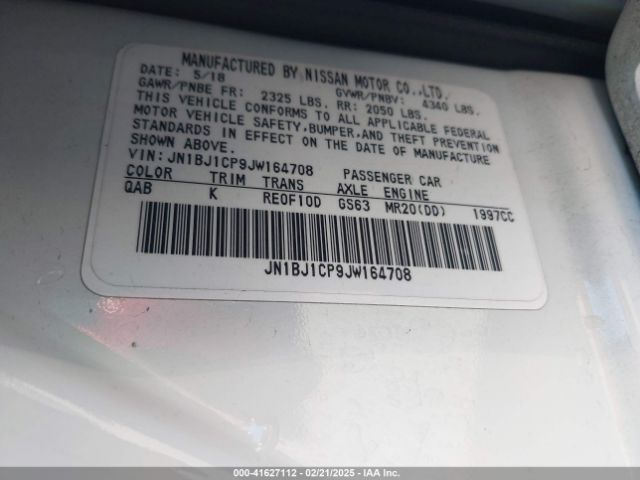 MANUFACTURED BY NISSAN MOTOR CO.,LTD.
DATE: 5/18 GVWR/PNBV: 4340 LBS.
GAWR/PNBE FR: 2325 LBS. RR: 2050 LBS.
THIS VEHICLE CONFORMS TO ALL APPLICABLE FEDERAL
MOTOR VEHICLE SAFETY,BUMPER,AND THEFT PREVENTION
STANDARDS IN EFFECT ON THE DATE OF MANUFACTURE
SHOWN ABOVE.
VIN: JN1BJ1CP9JW164708 PASSENGER CAR
COLOR TRIM TRANS AXLE ENGINE
QAB K RE0F10D GS63 MR20(DD) 1997CC
JN1BJ1CP9JW164708
000-41627112 - 02/21/2025 - IAA Inc.